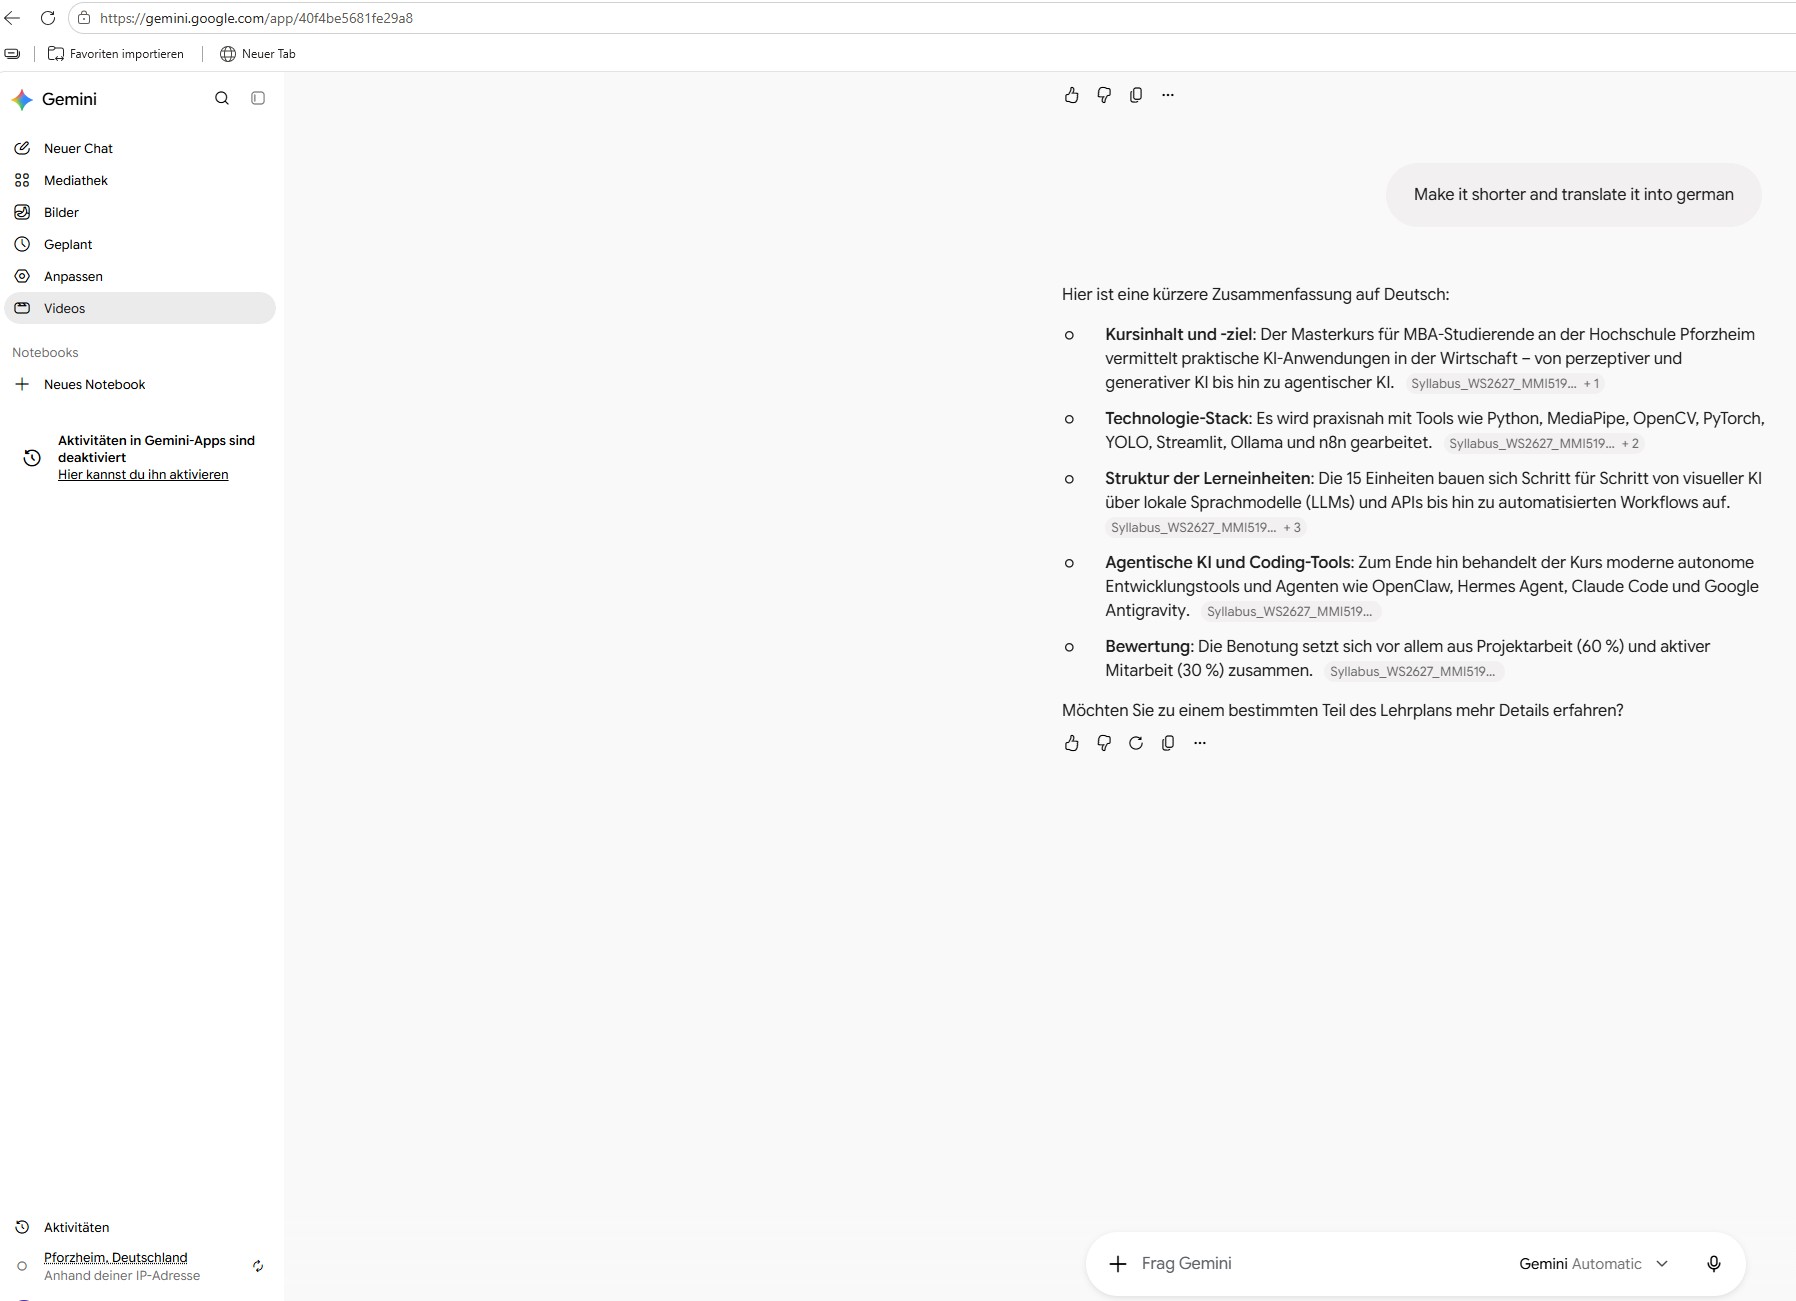 https://gemini.google.com/app/40f4be5681fe29a8
Favoriten importieren
Neuer Tab
Gemini
Neuer Chat
Mediathek
Bilder
Geplant
Anpassen
Videos
Notebooks
Neues Notebook
Aktivitäten in Gemini-Apps sind
deaktiviert
Hier kannst du ihn aktivieren
Make it shorter and translate it into german
Hier ist eine kürzere Zusammenfassung auf Deutsch:
Kursinhalt und -ziel: Der Masterkurs für MBA-Studierende an der Hochschule Pforzheim
vermittelt praktische KI-Anwendungen in der Wirtschaft – von perzeptiver und
generativer KI bis hin zu agentischer KI. Syllabus_WS2627_MMI519... + 1
Technologie-Stack: Es wird praxisnah mit Tools wie Python, MediaPipe, OpenCV, PyTorch,
YOLO, Streamlit, Ollama und n8n gearbeitet. Syllabus_WS2627_MMI519... + 2
Struktur der Lerneinheiten: Die 15 Einheiten bauen sich Schritt für Schritt von visueller KI
über lokale Sprachmodelle (LLMs) und APIs bis hin zu automatisierten Workflows auf.
Syllabus_WS2627_MMI519... + 3
Agentische KI und Coding-Tools: Zum Ende hin behandelt der Kurs moderne autonome
Entwicklungstools und Agenten wie OpenClaw, Hermes Agent, Claude Code und Google
Antigravity. Syllabus_WS2627_MMI519...
Bewertung: Die Benotung setzt sich vor allem aus Projektarbeit (60 %) und aktiver
Mitarbeit (30 %) zusammen. Syllabus_WS2627_MMI519...
Möchten Sie zu einem bestimmten Teil des Lehrplans mehr Details erfahren?
Aktivitäten
Pforzheim, Deutschland
Anhand deiner IP-Adresse
Frag Gemini
Gemini Automatic